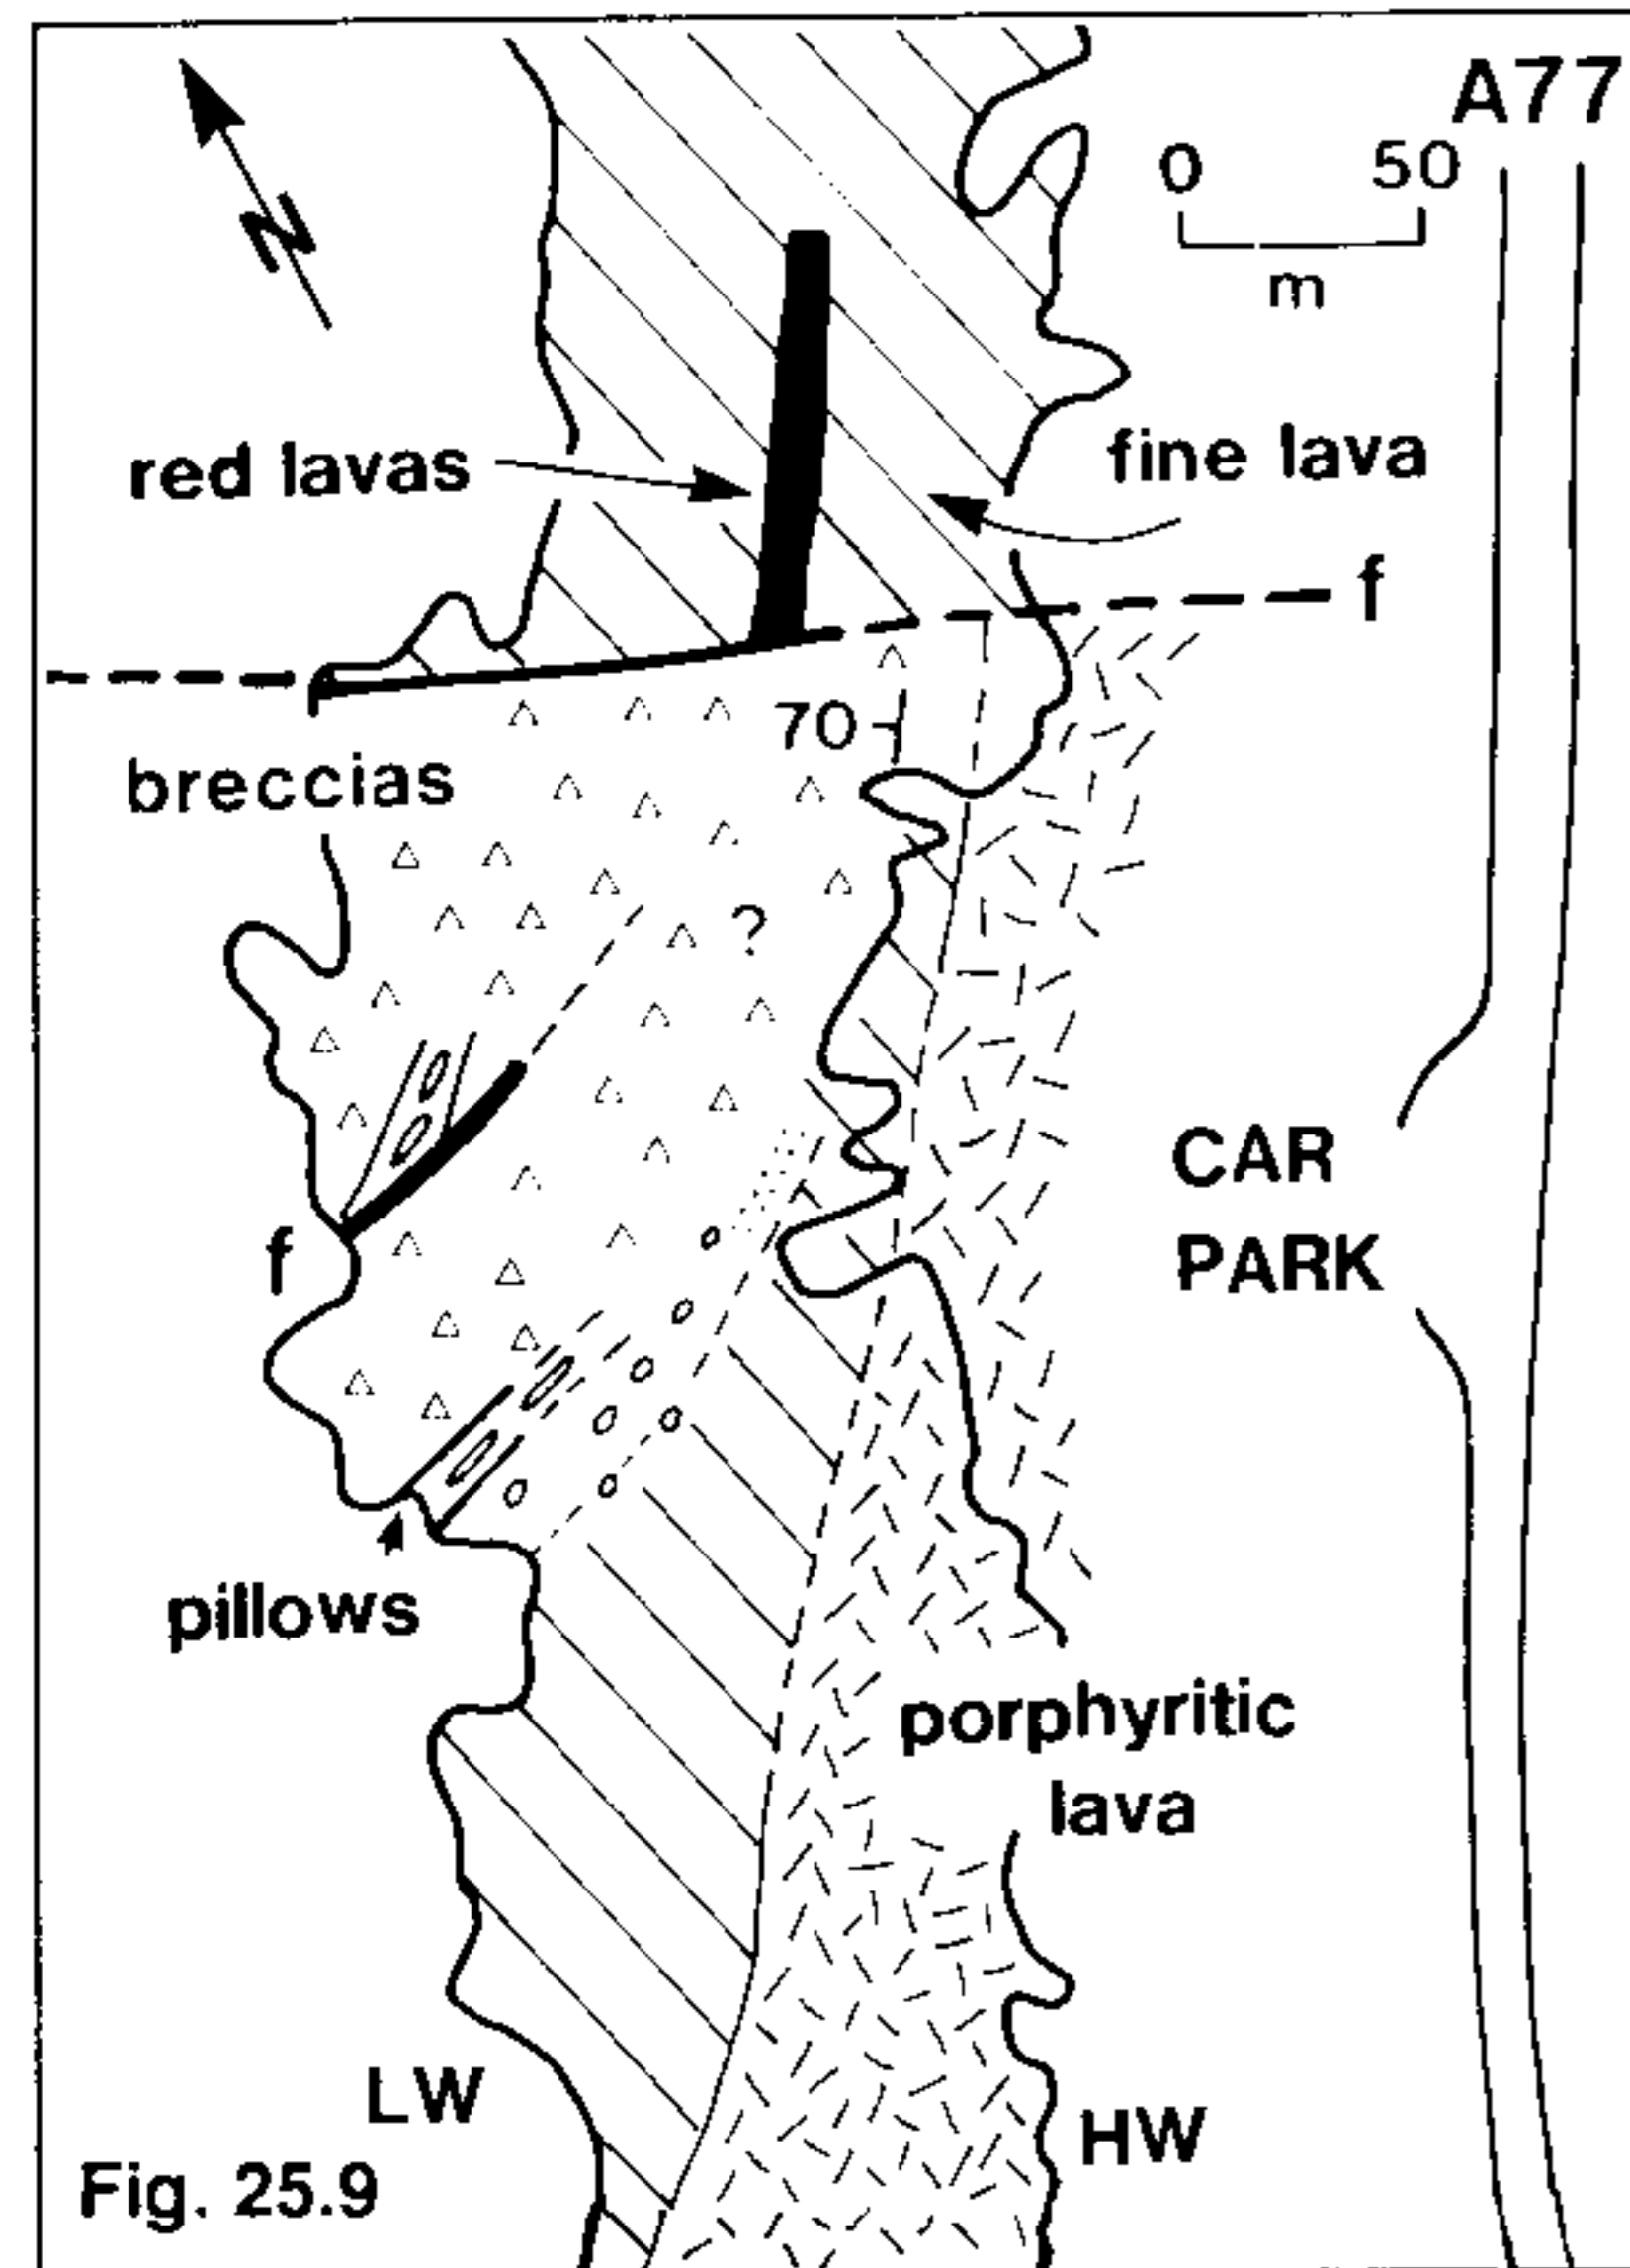 A77
N
0 50
m
red lavas
fine lava
f
70
breccias
?
CAR
PARK
f
pillows
porphyritic
lava
LW
HW
Fig. 25.9